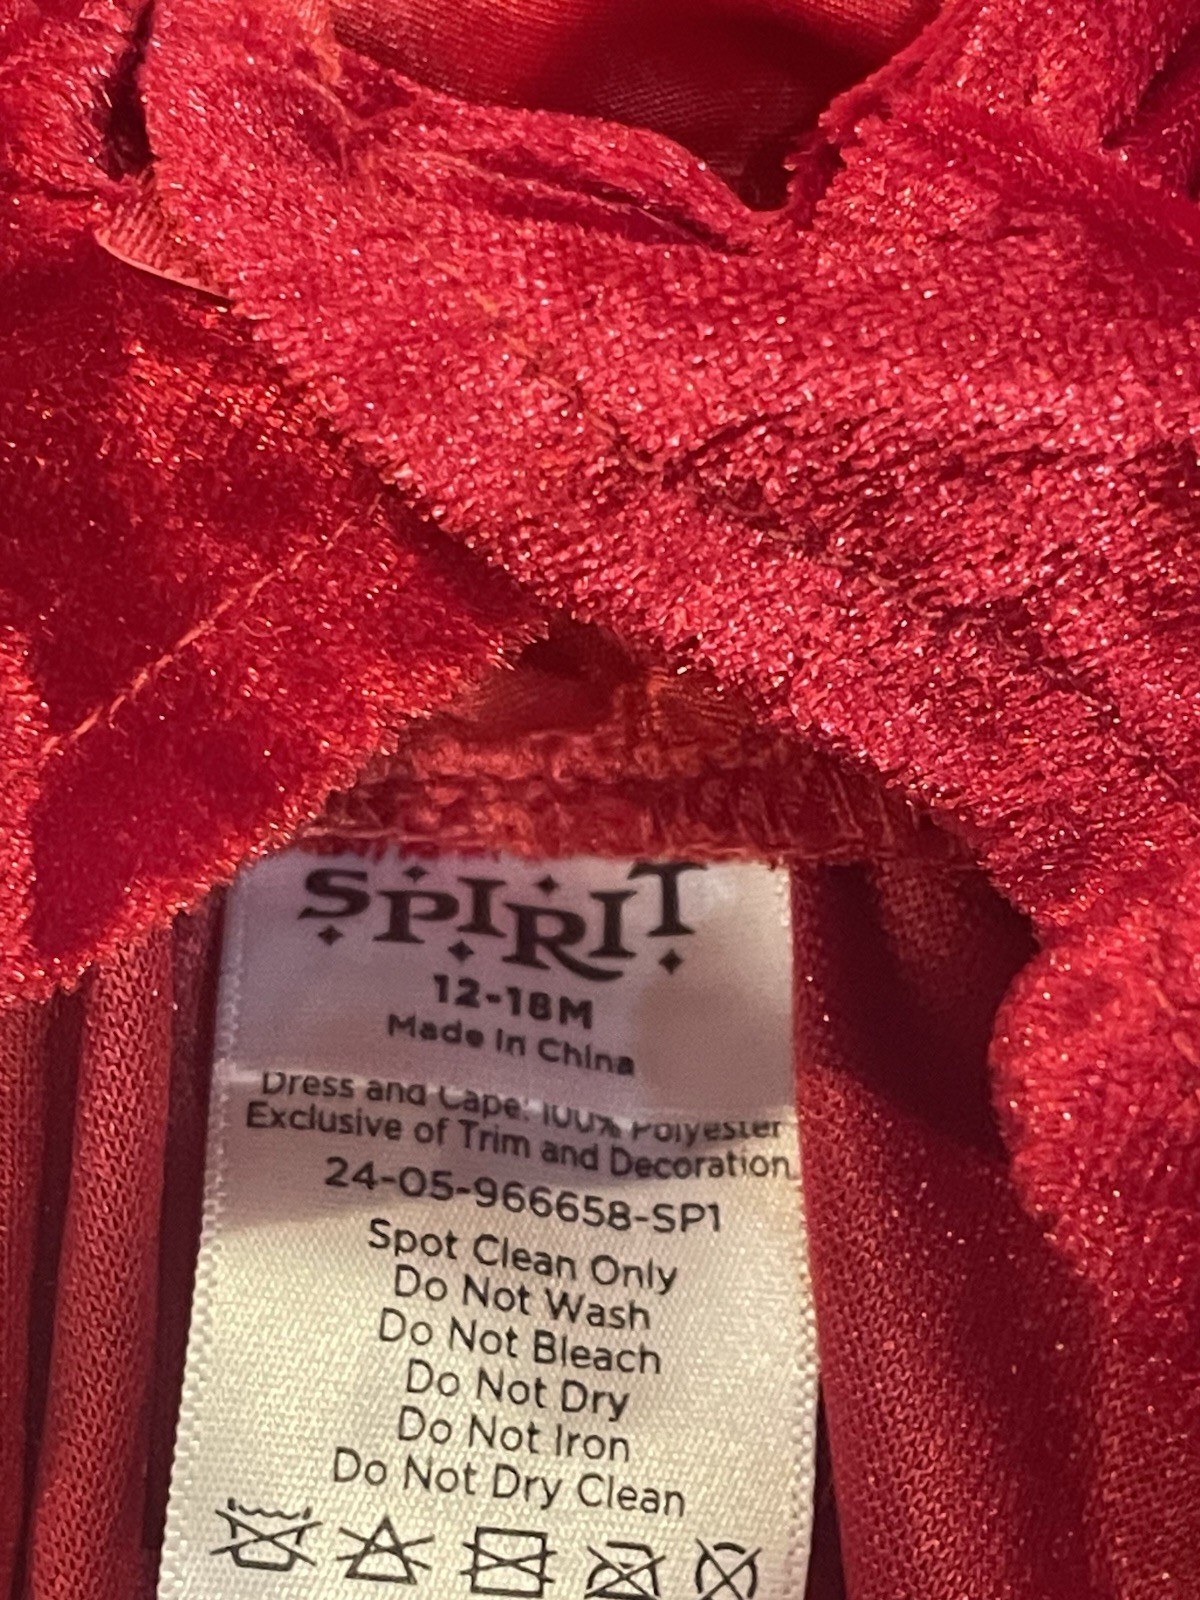 SPIRIT
12-18M
Made in China
Dress and Cape: 100% Polyester
Exclusive of Trim and Decoration
24-05-966658-SP1
Spot Clean Only
Do Not Wash
Do Not Bleach
Do Not Dry
Do Not Iron
Do Not Dry Clean